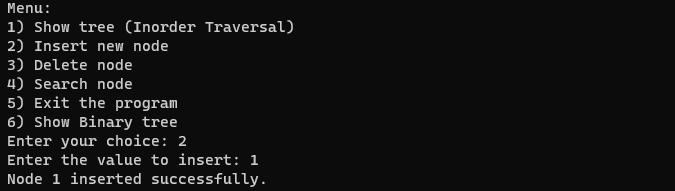 Menu:
1) Show tree (Inorder Traversal)
2) Insert new node
3) Delete node
4) Search node
5) Exit the program
6) Show Binary tree
Enter your choice: 2
Enter the value to insert: 1
Node 1 inserted successfully.